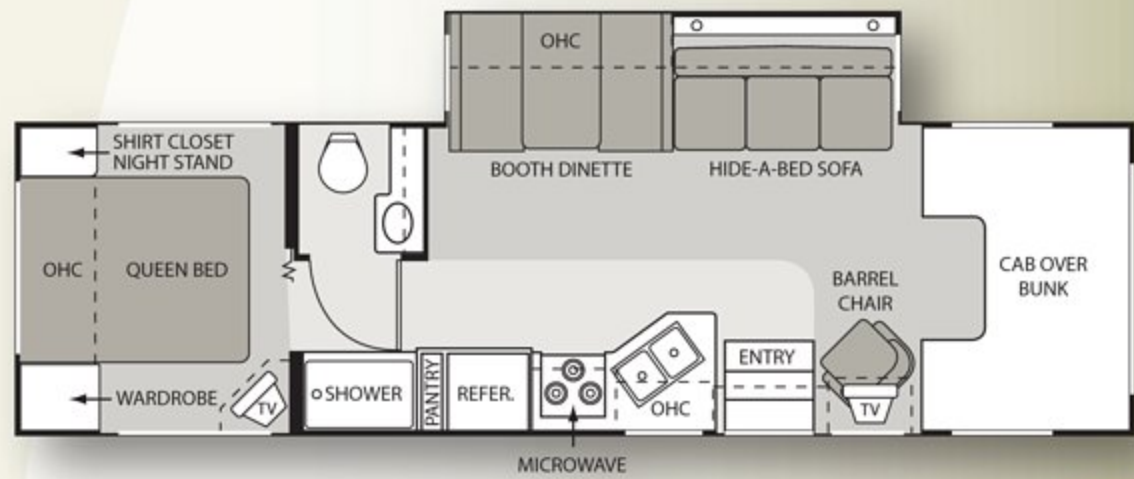 OHC
SHIRT CLOSET
NIGHT STAND
BOOTH DINETTE
HIDE-A-BED SOFA
OHC
QUEEN BED
CAB OVER
BUNK
BARREL
CHAIR
ENTRY
WARDROBE
TV
SHOWER
PANTRY
REFER.
OHC
TV
MICROWAVE